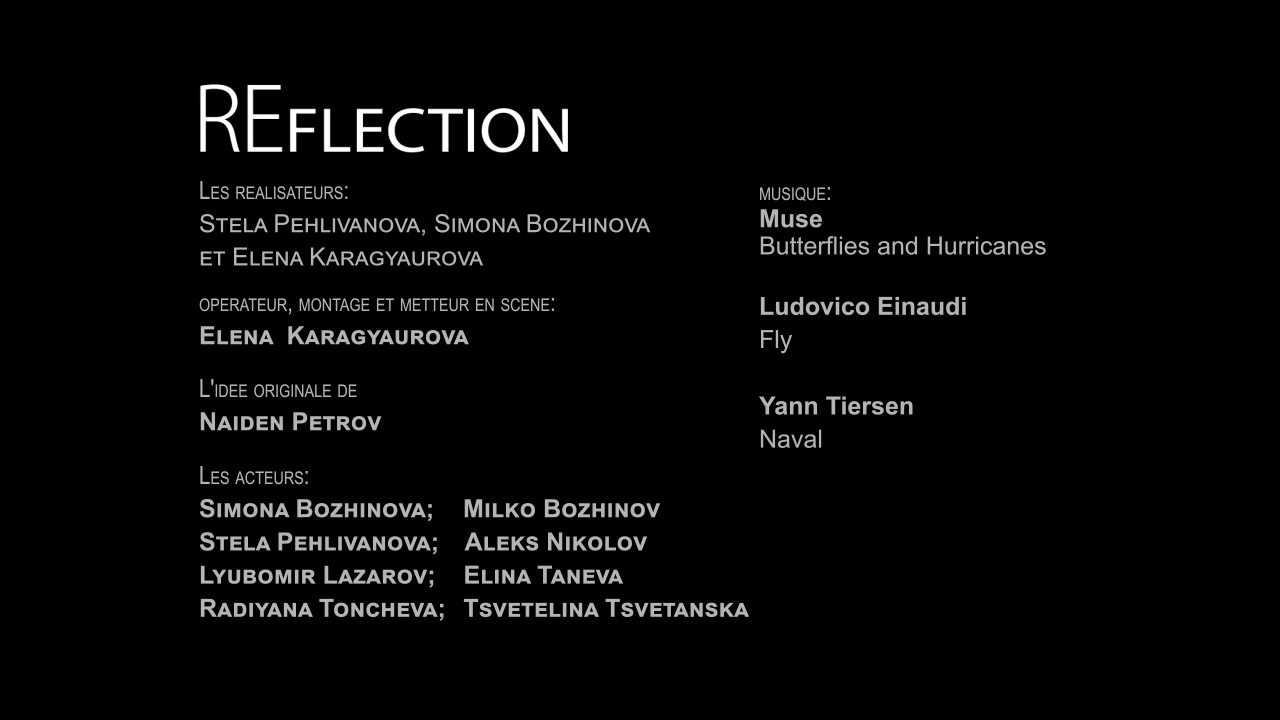 REFLECTION
LES REALISATEURS:
STELA PEHLIVANOVA, SIMONA BOZHINOVA
ET ELENA KARAGYAUROVA
OPERATEUR, MONTAGE ET METTEUR EN SCENE:
ELENA KARAGYAUROVA
L'IDEE ORIGINALE DE
NAIDEN PETROV
LES ACTEURS:
SIMONA BOZHINOVA; MILKO BOZHINOV
STELA PEHLIVANOVA; ALEKS NIKOLOV
LYUBOMIR LAZAROV; ELINA TANEVA
RADIYANA TONCHEVA; TSVETELINA TSVETANSKA
MUSIQUE:
Muse
Butterflies and Hurricanes
Ludovico Einaudi
Fly
Yann Tiersen
Naval